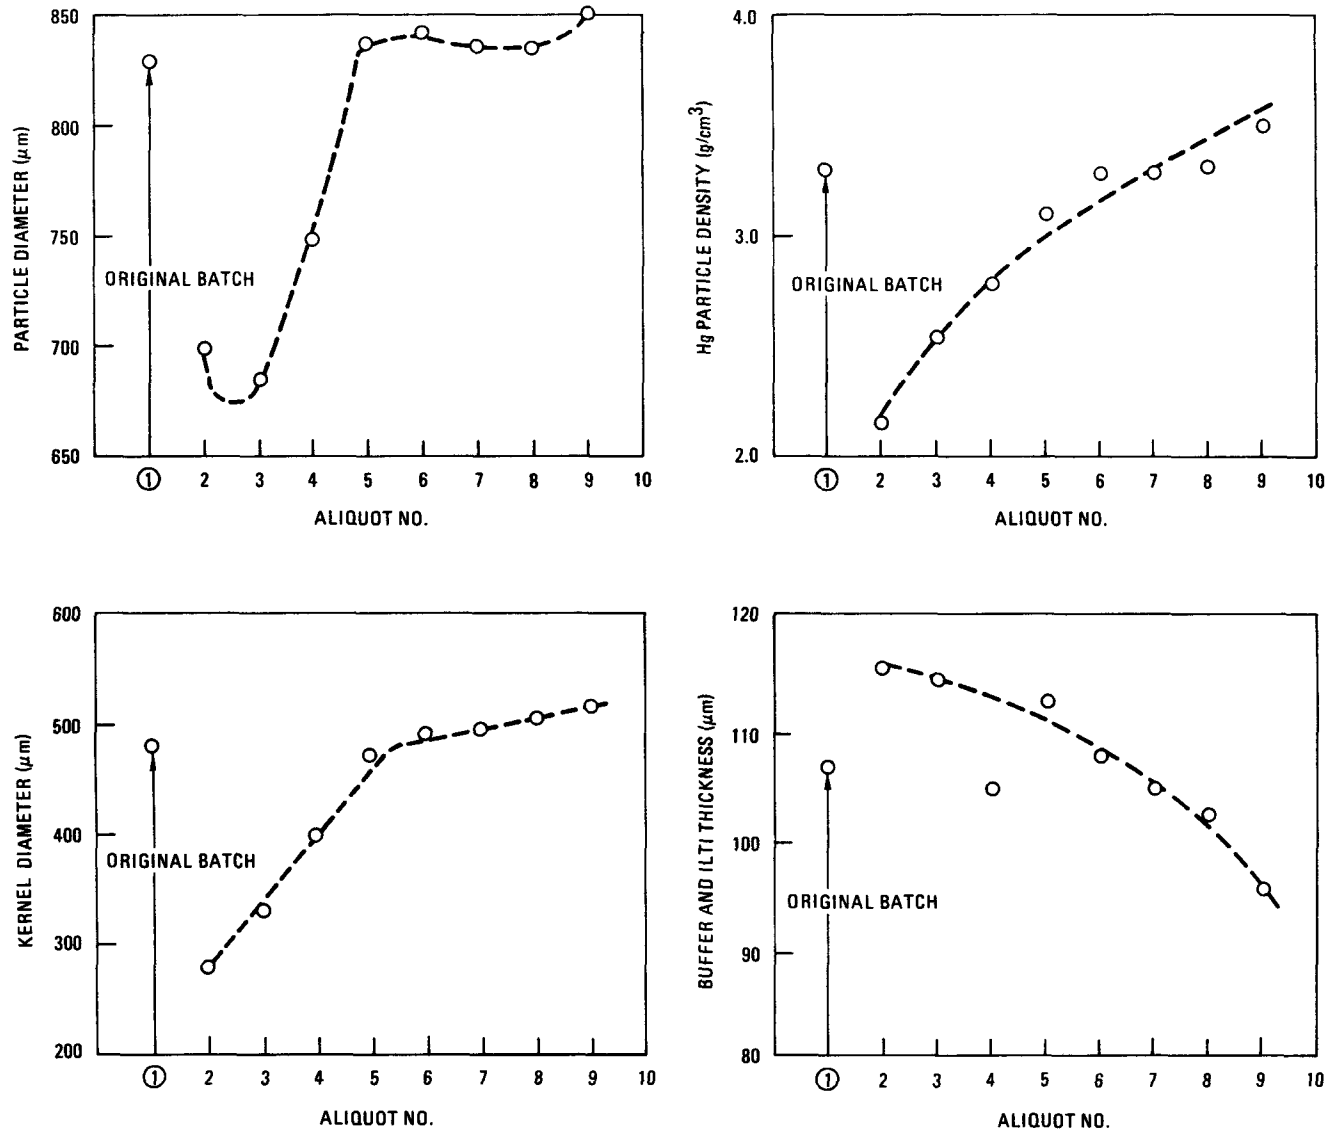 850
800
750
700
650
PARTICLE DIAMETER (μm)
ORIGINAL BATCH
① 2 3 4 5 6 7 8 9 10
ALIQUOT NO.
4.0
3.0
2.0
Hg PARTICLE DENSITY (g/cm³)
ORIGINAL BATCH
① 2 3 4 5 6 7 8 9 10
ALIQUOT NO.
600
500
400
300
200
KERNEL DIAMETER (μm)
ORIGINAL BATCH
① 2 3 4 5 6 7 8 9 10
ALIQUOT NO.
120
110
100
90
80
BUFFER AND ILTI THICKNESS (μm)
ORIGINAL BATCH
① 2 3 4 5 6 7 8 9 10
ALIQUOT NO.